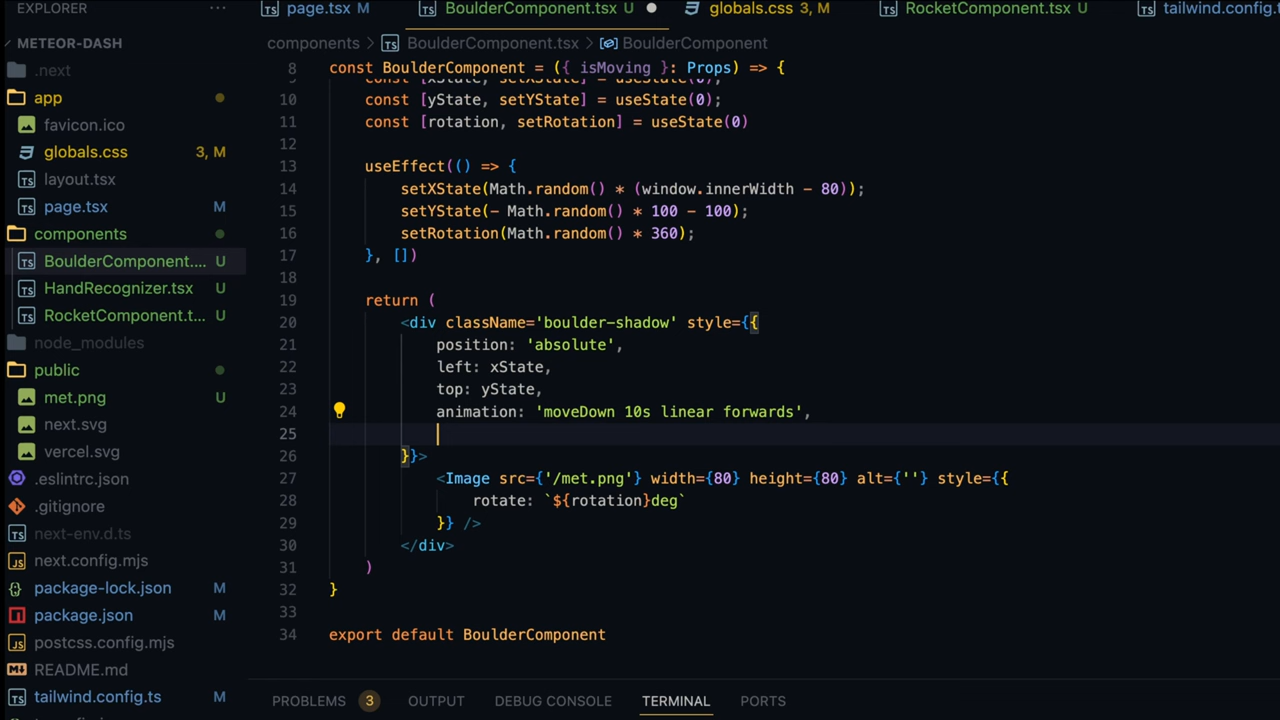 EXPLORER ···
page.tsx M
BoulderComponent.tsx U
globals.css 3, M
RocketComponent.tsx U
tailwind.config.t
METEOR-DASH
components > BoulderComponent.tsx > BoulderComponent
.next
app
favicon.ico
globals.css 3, M
layout.tsx
page.tsx M
components
BoulderComponent.... U
HandRecognizer.tsx U
RocketComponent.t... U
node_modules
public
met.png U
next.svg
vercel.svg
.eslintrc.json
.gitignore
next-env.d.ts
next.config.mjs
package-lock.json M
package.json M
postcss.config.mjs
README.md
tailwind.config.ts M
8 const BoulderComponent = ({ isMoving }: Props) => {
9 const [xState, setXState] = useState(0);
10 const [yState, setYState] = useState(0);
11 const [rotation, setRotation] = useState(0)
12
13 useEffect(() => {
14 setXState(Math.random() * (window.innerWidth - 80));
15 setYState(- Math.random() * 100 - 100);
16 setRotation(Math.random() * 360);
17 }, [])
18
19 return (
20 <div className='boulder-shadow' style={{
21 position: 'absolute',
22 left: xState,
23 top: yState,
24 animation: 'moveDown 10s linear forwards',
25
26 }}>
27 <Image src={'/met.png'} width={80} height={80} alt={''} style={{
28 rotate: `${rotation}deg`
29 }} />
30 </div>
31 )
32 }
33
34 export default BoulderComponent
PROBLEMS 3 OUTPUT DEBUG CONSOLE TERMINAL PORTS